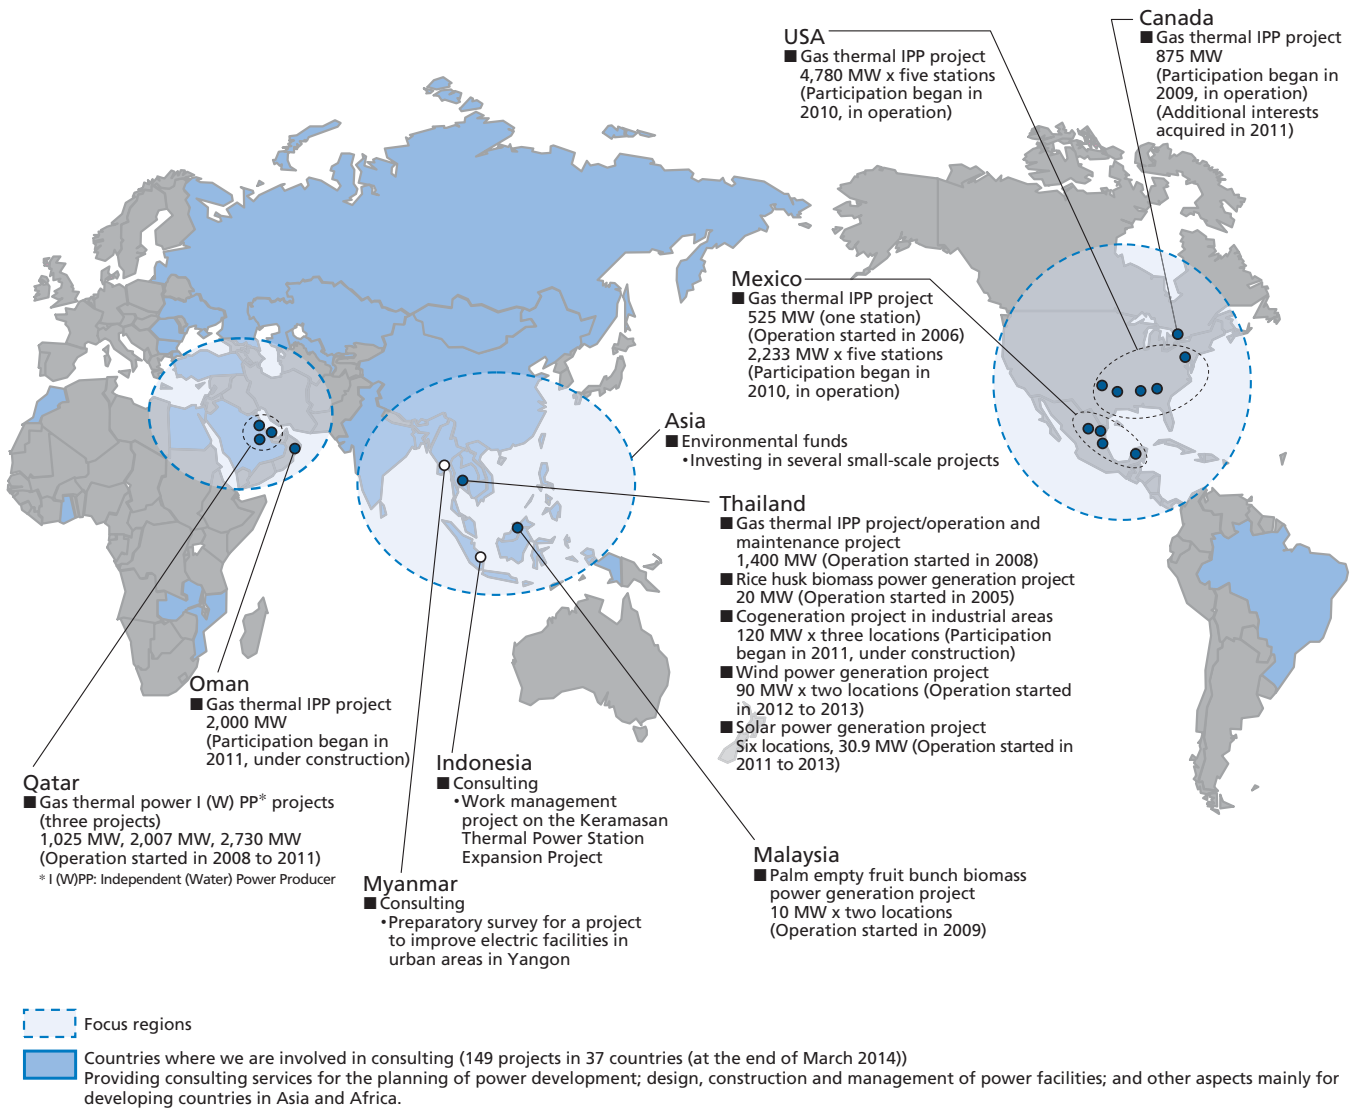 Canada
■ Gas thermal IPP project
875 MW
(Participation began in
2009, in operation)
(Additional interests
acquired in 2011)
USA
■ Gas thermal IPP project
4,780 MW x five stations
(Participation began in
2010, in operation)
Mexico
■ Gas thermal IPP project
525 MW (one station)
(Operation started in 2006)
2,233 MW x five stations
(Participation began in
2010, in operation)
Asia
■ Environmental funds
•Investing in several small-scale projects
Thailand
■ Gas thermal IPP project/operation and
maintenance project
1,400 MW (Operation started in 2008)
■ Rice husk biomass power generation project
20 MW (Operation started in 2005)
■ Cogeneration project in industrial areas
120 MW x three locations (Participation
began in 2011, under construction)
■ Wind power generation project
90 MW x two locations (Operation started
in 2012 to 2013)
■ Solar power generation project
Six locations, 30.9 MW (Operation started in
2011 to 2013)
Oman
■ Gas thermal IPP project
2,000 MW
(Participation began in
2011, under construction)
Qatar
■ Gas thermal power I (W) PP* projects
(three projects)
1,025 MW, 2,007 MW, 2,730 MW
(Operation started in 2008 to 2011)
* I (W)PP: Independent (Water) Power Producer
Indonesia
■ Consulting
•Work management
project on the Keramasan
Thermal Power Station
Expansion Project
Myanmar
■ Consulting
•Preparatory survey for a project
to improve electric facilities in
urban areas in Yangon
Malaysia
■ Palm empty fruit bunch biomass
power generation project
10 MW x two locations
(Operation started in 2009)
Focus regions
Countries where we are involved in consulting (149 projects in 37 countries (at the end of March 2014))
Providing consulting services for the planning of power development; design, construction and management of power facilities; and other aspects mainly for
developing countries in Asia and Africa.